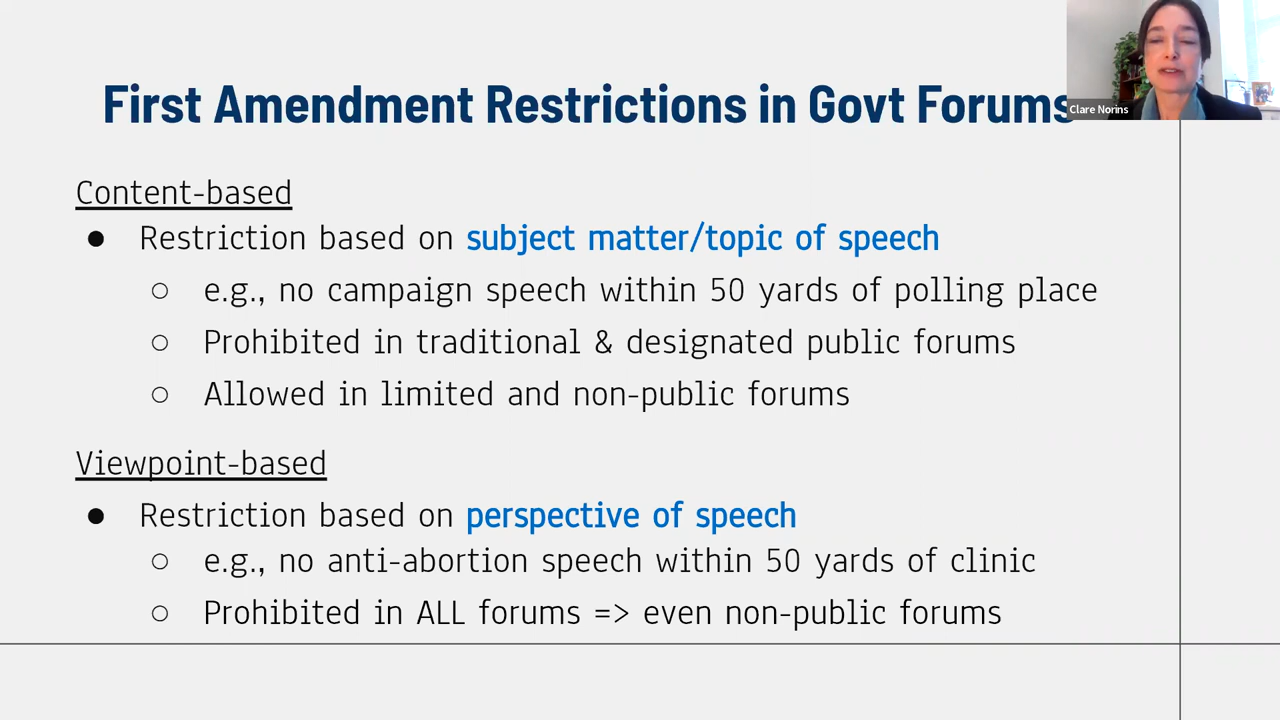 First Amendment Restrictions in Govt Forums
Clare Norins
Content-based
● Restriction based on subject matter/topic of speech
○ e.g., no campaign speech within 50 yards of polling place
○ Prohibited in traditional & designated public forums
○ Allowed in limited and non-public forums
Viewpoint-based
● Restriction based on perspective of speech
○ e.g., no anti-abortion speech within 50 yards of clinic
○ Prohibited in ALL forums => even non-public forums